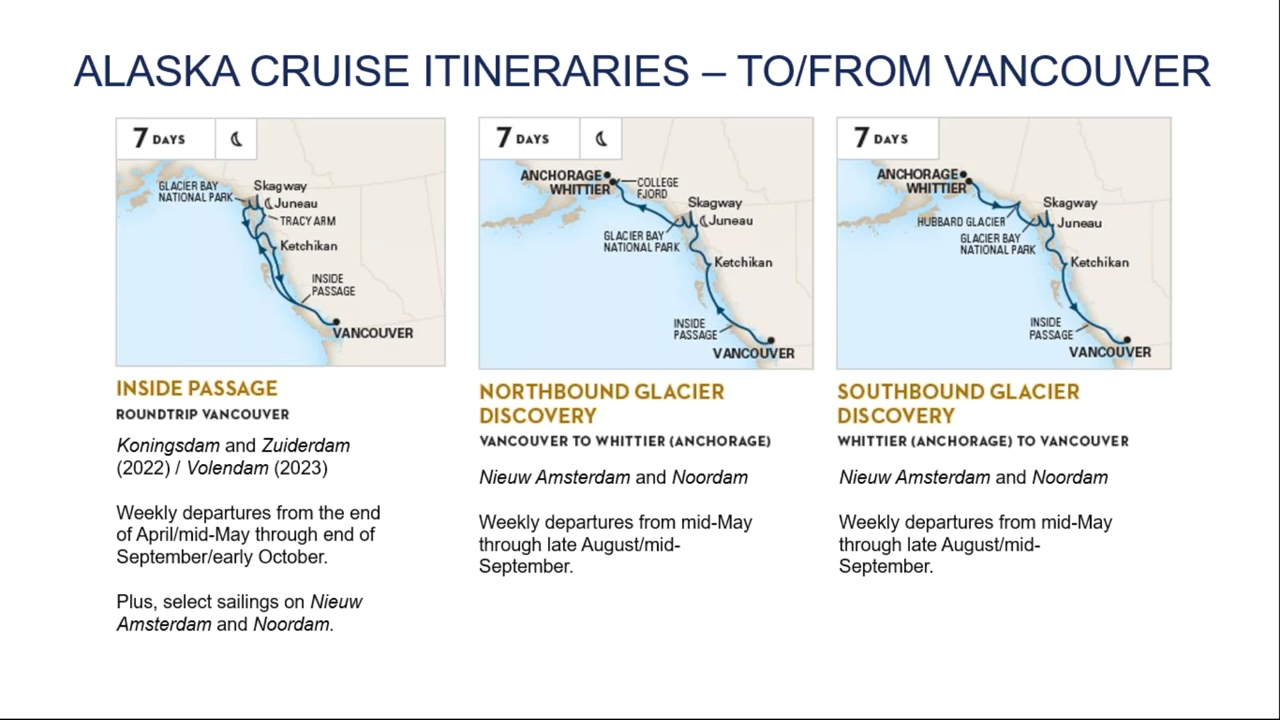 ALASKA CRUISE ITINERARIES – TO/FROM VANCOUVER
7 DAYS
GLACIER BAY
NATIONAL PARK
Skagway
Juneau
TRACY ARM
Ketchikan
INSIDE
PASSAGE
VANCOUVER
INSIDE PASSAGE
ROUNDTRIP VANCOUVER
Koningsdam and Zuiderdam
(2022) / Volendam (2023)
Weekly departures from the end
of April/mid-May through end of
September/early October.
Plus, select sailings on Nieuw
Amsterdam and Noordam.
7 DAYS
ANCHORAGE
WHITTIER
COLLEGE
FJORD
Skagway
Juneau
GLACIER BAY
NATIONAL PARK
Ketchikan
INSIDE
PASSAGE
VANCOUVER
NORTHBOUND GLACIER
DISCOVERY
VANCOUVER TO WHITTIER (ANCHORAGE)
Nieuw Amsterdam and Noordam
Weekly departures from mid-May
through late August/mid-
September.
7 DAYS
ANCHORAGE
WHITTIER
HUBBARD GLACIER
Skagway
Juneau
GLACIER BAY
NATIONAL PARK
Ketchikan
INSIDE
PASSAGE
VANCOUVER
SOUTHBOUND GLACIER
DISCOVERY
WHITTIER (ANCHORAGE) TO VANCOUVER
Nieuw Amsterdam and Noordam
Weekly departures from mid-May
through late August/mid-
September.